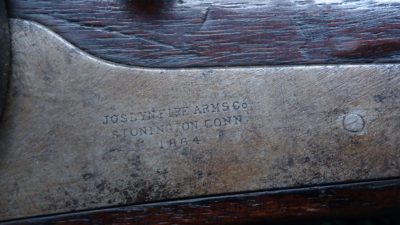 JOSLYN FIRE ARMS Co.
STONINGTON CONN.
1864